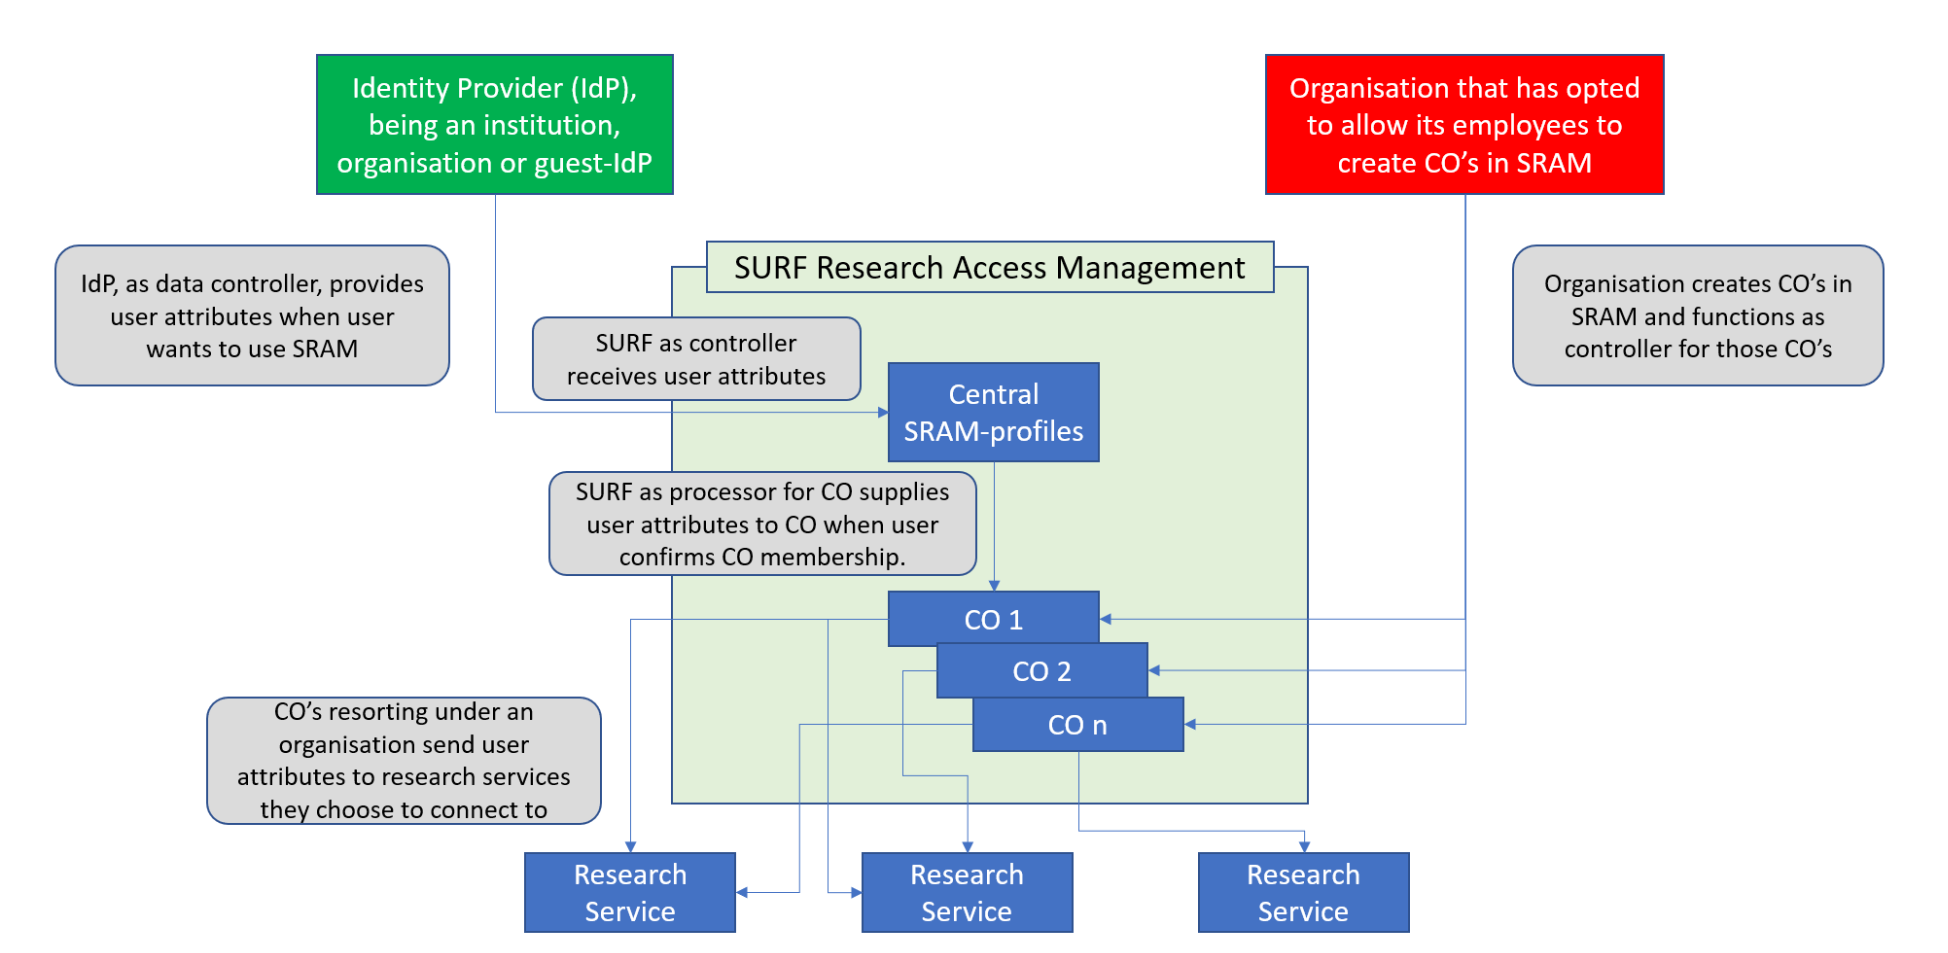 Identity Provider (IdP),
being an institution,
organisation or guest-IdP
Organisation that has opted
to allow its employees to
create CO’s in SRAM
IdP, as data controller, provides
user attributes when user
wants to use SRAM
SURF Research Access Management
Organisation creates CO’s in
SRAM and functions as
controller for those CO’s
SURF as controller
receives user attributes
Central
SRAM-profiles
SURF as processor for CO supplies
user attributes to CO when user
confirms CO membership.
CO 1
CO 2
CO n
CO’s resorting under an
organisation send user
attributes to research services
they choose to connect to
Research
Service
Research
Service
Research
Service